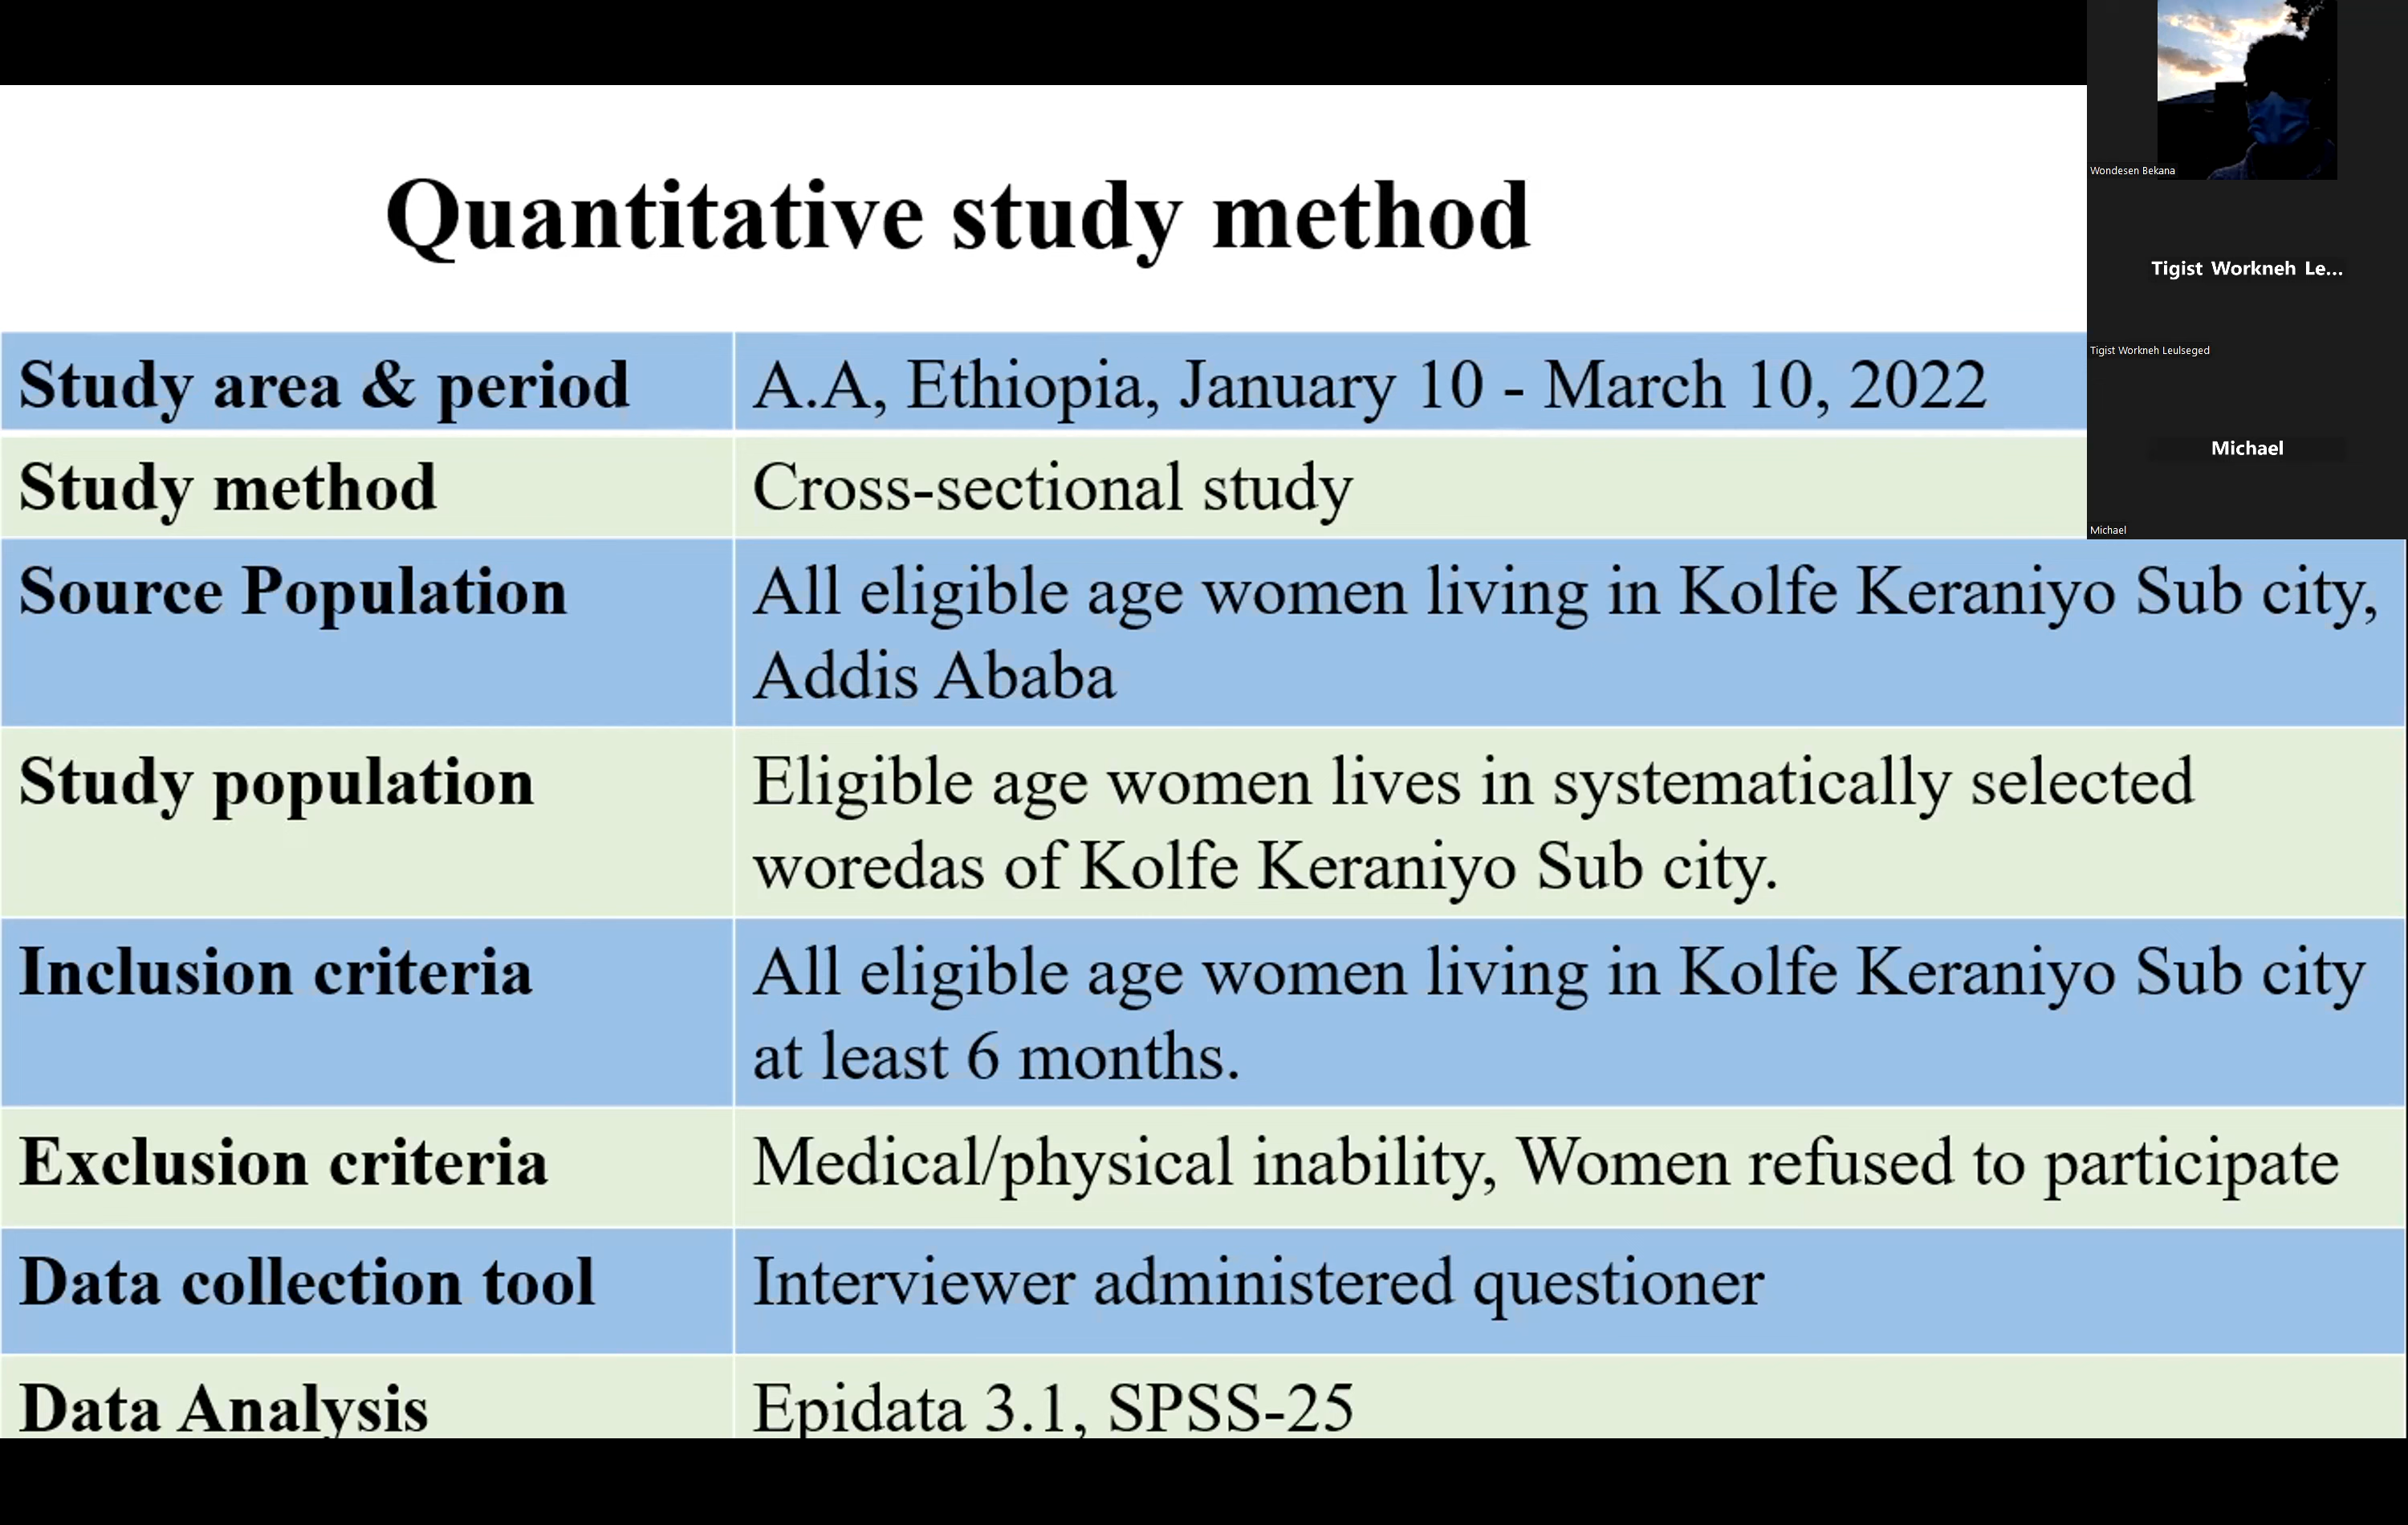 Quantitative study method
Study area & period
A.A, Ethiopia, January 10 - March 10, 2022
Study method
Cross-sectional study
Source Population
All eligible age women living in Kolfe Keraniyo Sub city,
Addis Ababa
Study population
Eligible age women lives in systematically selected
woredas of Kolfe Keraniyo Sub city.
Inclusion criteria
All eligible age women living in Kolfe Keraniyo Sub city
at least 6 months.
Exclusion criteria
Medical/physical inability, Women refused to participate
Data collection tool
Interviewer administered questioner
Data Analysis
Epidata 3.1, SPSS-25
Wondesen Bekana
Tigist Workneh Le...
Tigist Workneh Leulseged
Michael
Michael